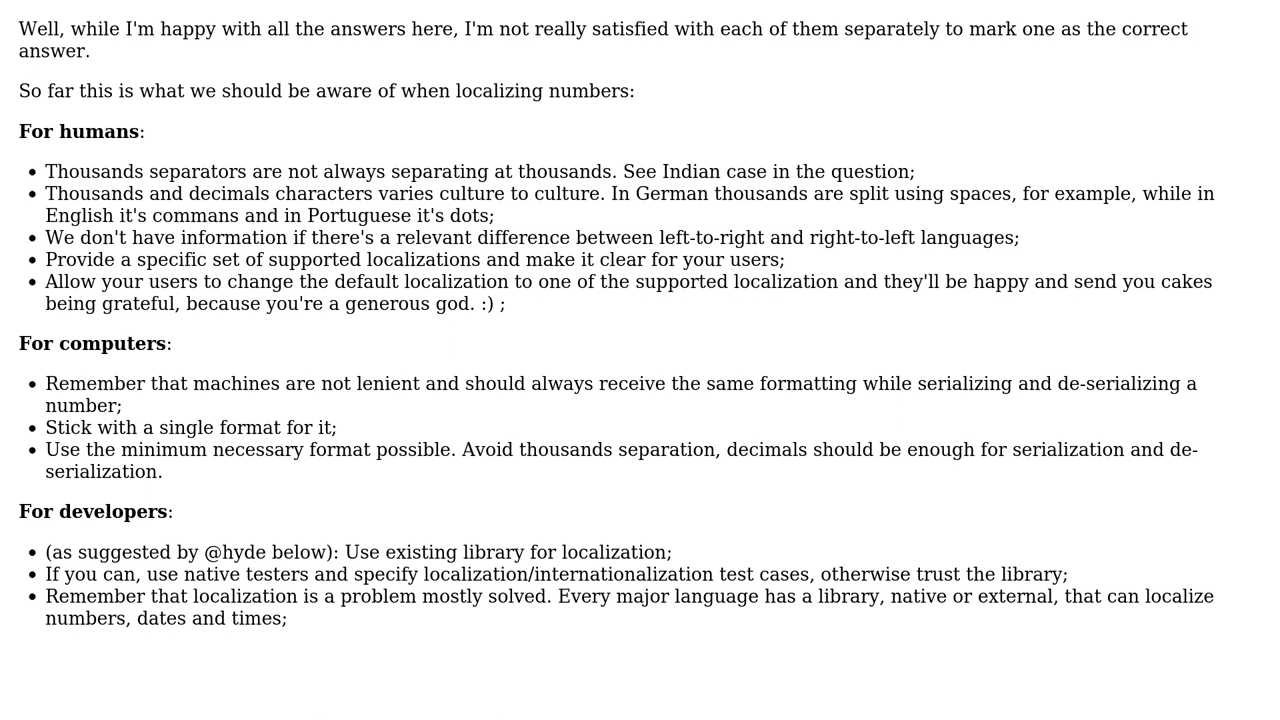 Well, while I'm happy with all the answers here, I'm not really satisfied with each of them separately to mark one as the correct
answer.
So far this is what we should be aware of when localizing numbers:
For humans:
• Thousands separators are not always separating at thousands. See Indian case in the question;
• Thousands and decimals characters varies culture to culture. In German thousands are split using spaces, for example, while in
English it's commans and in Portuguese it's dots;
• We don't have information if there's a relevant difference between left-to-right and right-to-left languages;
• Provide a specific set of supported localizations and make it clear for your users;
• Allow your users to change the default localization to one of the supported localization and they'll be happy and send you cakes
being grateful, because you're a generous god. :) ;
For computers:
• Remember that machines are not lenient and should always receive the same formatting while serializing and de-serializing a
number;
• Stick with a single format for it;
• Use the minimum necessary format possible. Avoid thousands separation, decimals should be enough for serialization and de-
serialization.
For developers:
• (as suggested by @hyde below): Use existing library for localization;
• If you can, use native testers and specify localization/internationalization test cases, otherwise trust the library;
• Remember that localization is a problem mostly solved. Every major language has a library, native or external, that can localize
numbers, dates and times;